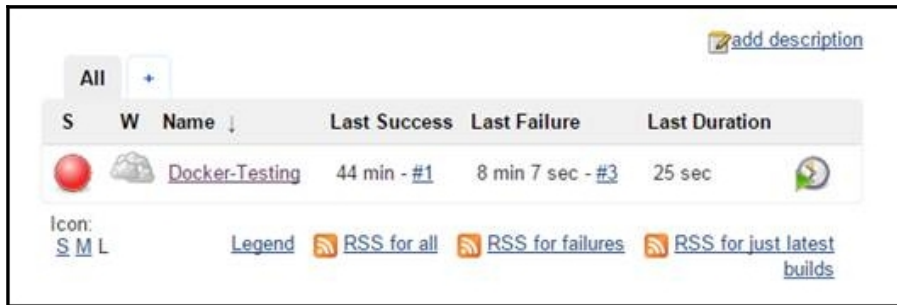 add description
All +
S W Name ↓ Last Success Last Failure Last Duration
Docker-Testing 44 min - #1 8 min 7 sec - #3 25 sec
Icon:
S M L Legend RSS for all RSS for failures RSS for just latest
builds